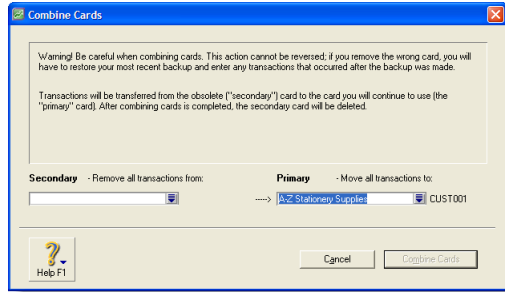 Combine Cards
Warning! Be careful when combining cards. This action cannot be reversed; if you remove the wrong card, you will
have to restore your most recent backup and enter any transactions that occurred after the backup was made.
Transactions will be transferred from the obsolete ("secondary") card to the card you will continue to use (the
"primary" card). After combining cards is completed, the secondary card will be deleted.
Secondary - Remove all transactions from: Primary - Move all transactions to:
----> A-Z Stationery Supplies CUST001
Help F1 Cancel Combine Cards